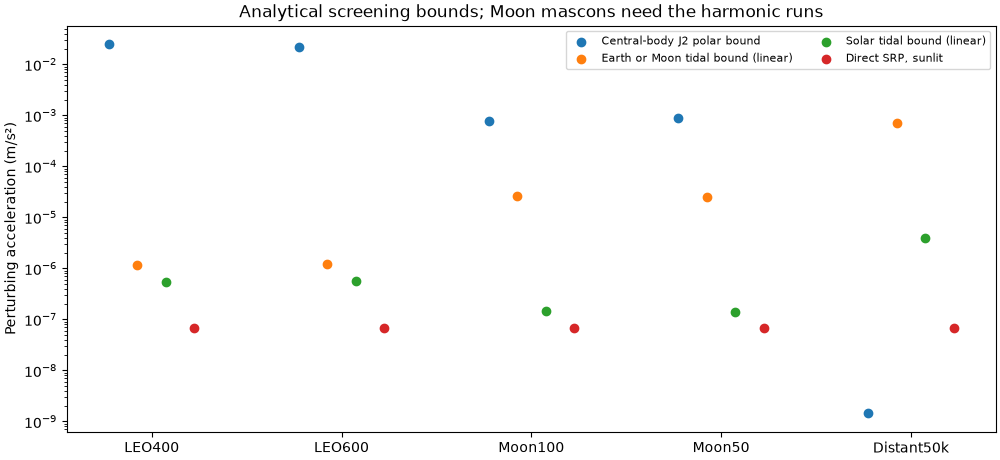 Analytical screening bounds; Moon mascons need the harmonic runs
Central-body J2 polar bound
Earth or Moon tidal bound (linear)
Solar tidal bound (linear)
Direct SRP, sunlit
Perturbing acceleration (m/s²)
10⁻²
10⁻³
10⁻⁴
10⁻⁵
10⁻⁶
10⁻⁷
10⁻⁸
10⁻⁹
LEO400
LEO600
Moon100
Moon50
Distant50k